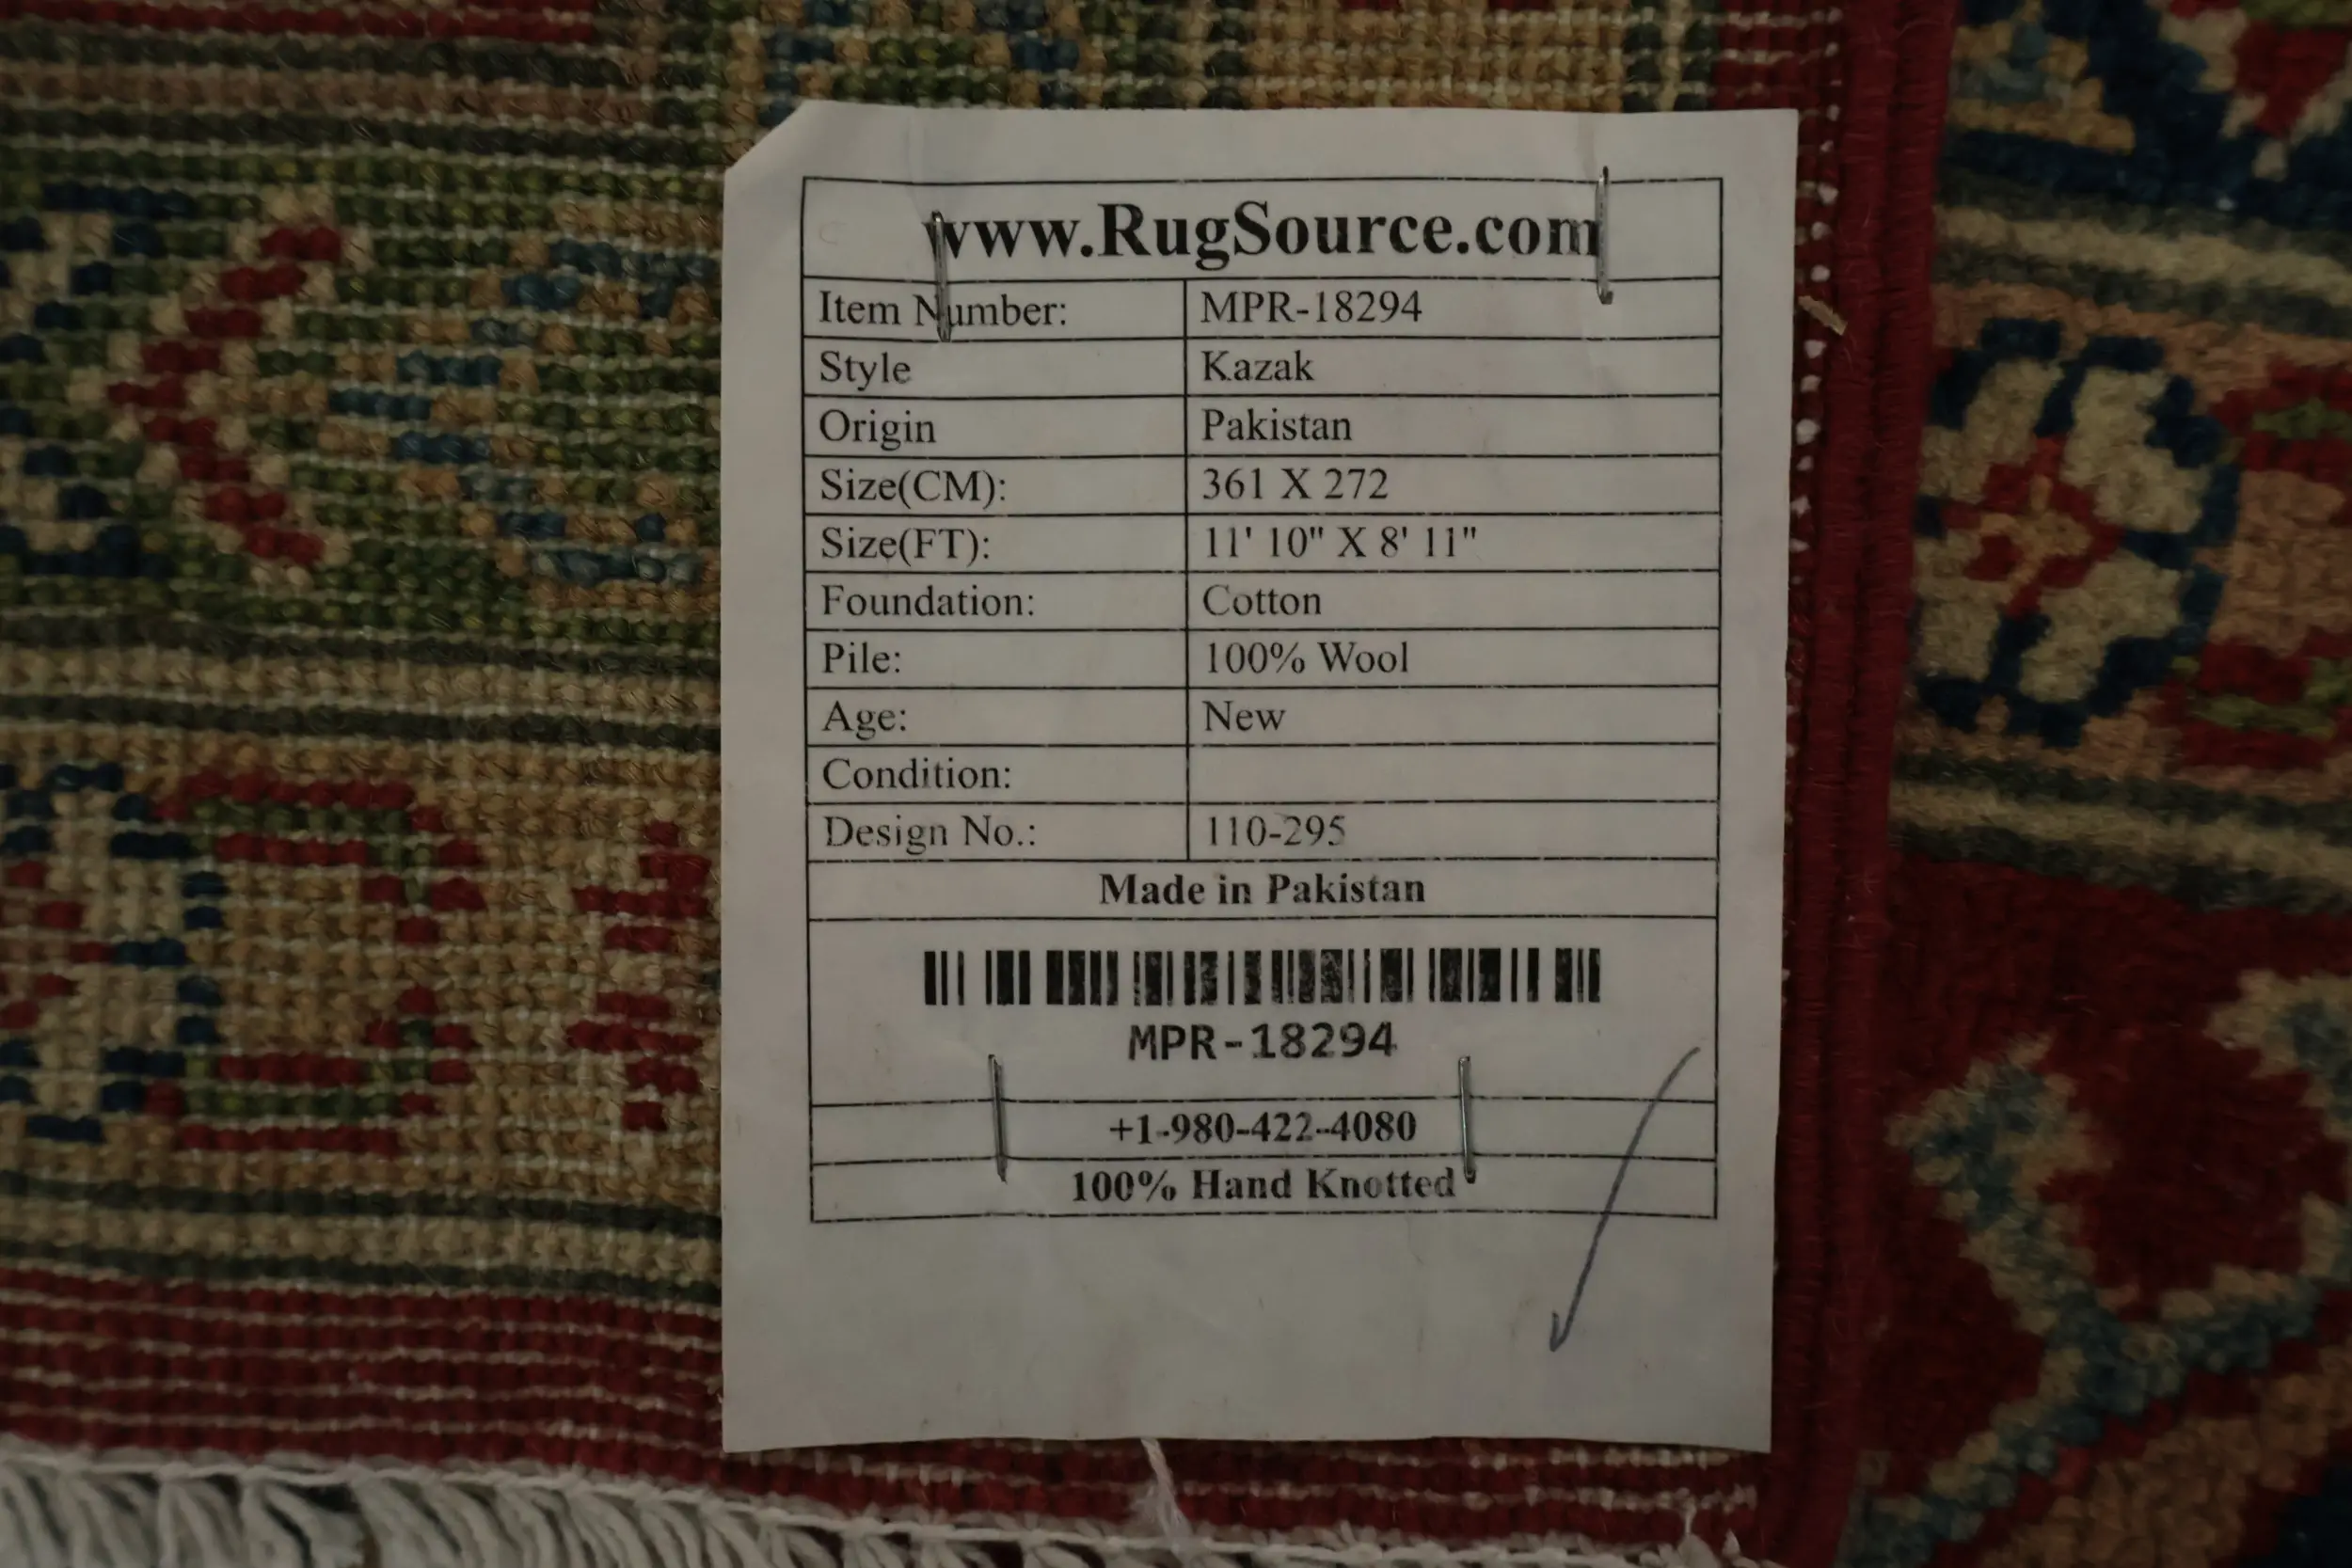 www.RugSource.com
Item Number: MPR-18294
Style Kazak
Origin Pakistan
Size(CM): 361 X 272
Size(FT): 11' 10" X 8' 11"
Foundation: Cotton
Pile: 100% Wool
Age: New
Condition:
Design No.: 110-295
Made in Pakistan
MPR-18294
+1-980-422-4080
100% Hand Knotted